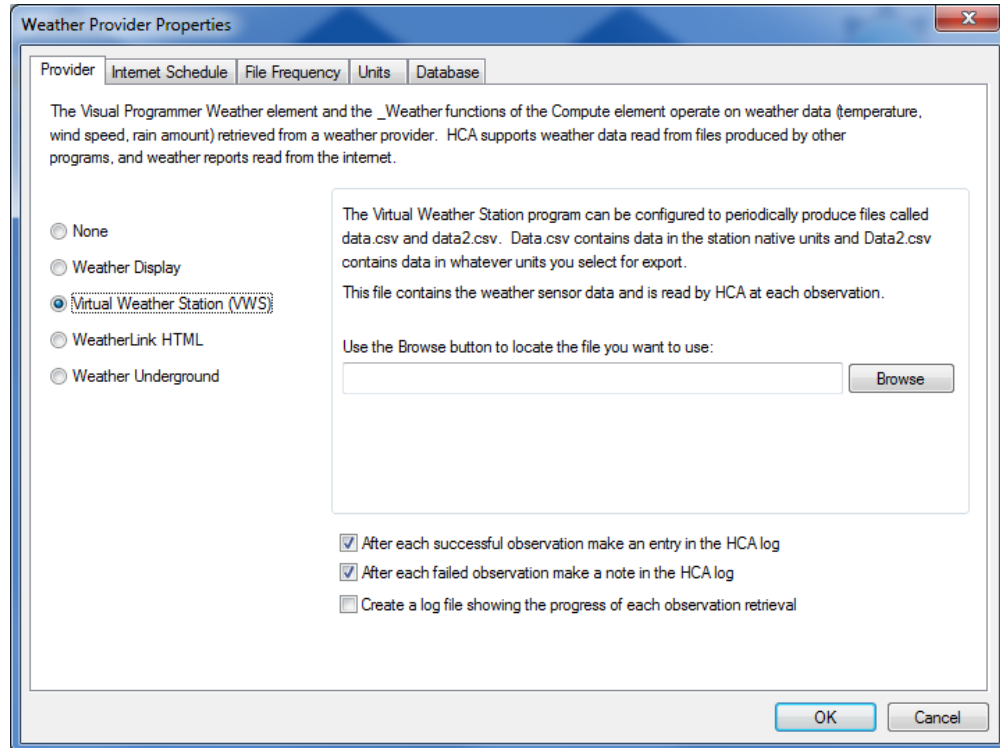 Weather Provider Properties
Provider
Internet Schedule
File Frequency
Units
Database
The Visual Programmer Weather element and the _Weather functions of the Compute element operate on weather data (temperature,
wind speed, rain amount) retrieved from a weather provider. HCA supports weather data read from files produced by other
programs, and weather reports read from the internet.
None
Weather Display
Virtual Weather Station (VWS)
WeatherLink HTML
Weather Underground
The Virtual Weather Station program can be configured to periodically produce files called
data.csv and data2.csv. Data.csv contains data in the station native units and Data2.csv
contains data in whatever units you select for export.
This file contains the weather sensor data and is read by HCA at each observation.
Use the Browse button to locate the file you want to use:
Browse
After each successful observation make an entry in the HCA log
After each failed observation make a note in the HCA log
Create a log file showing the progress of each observation retrieval
OK
Cancel